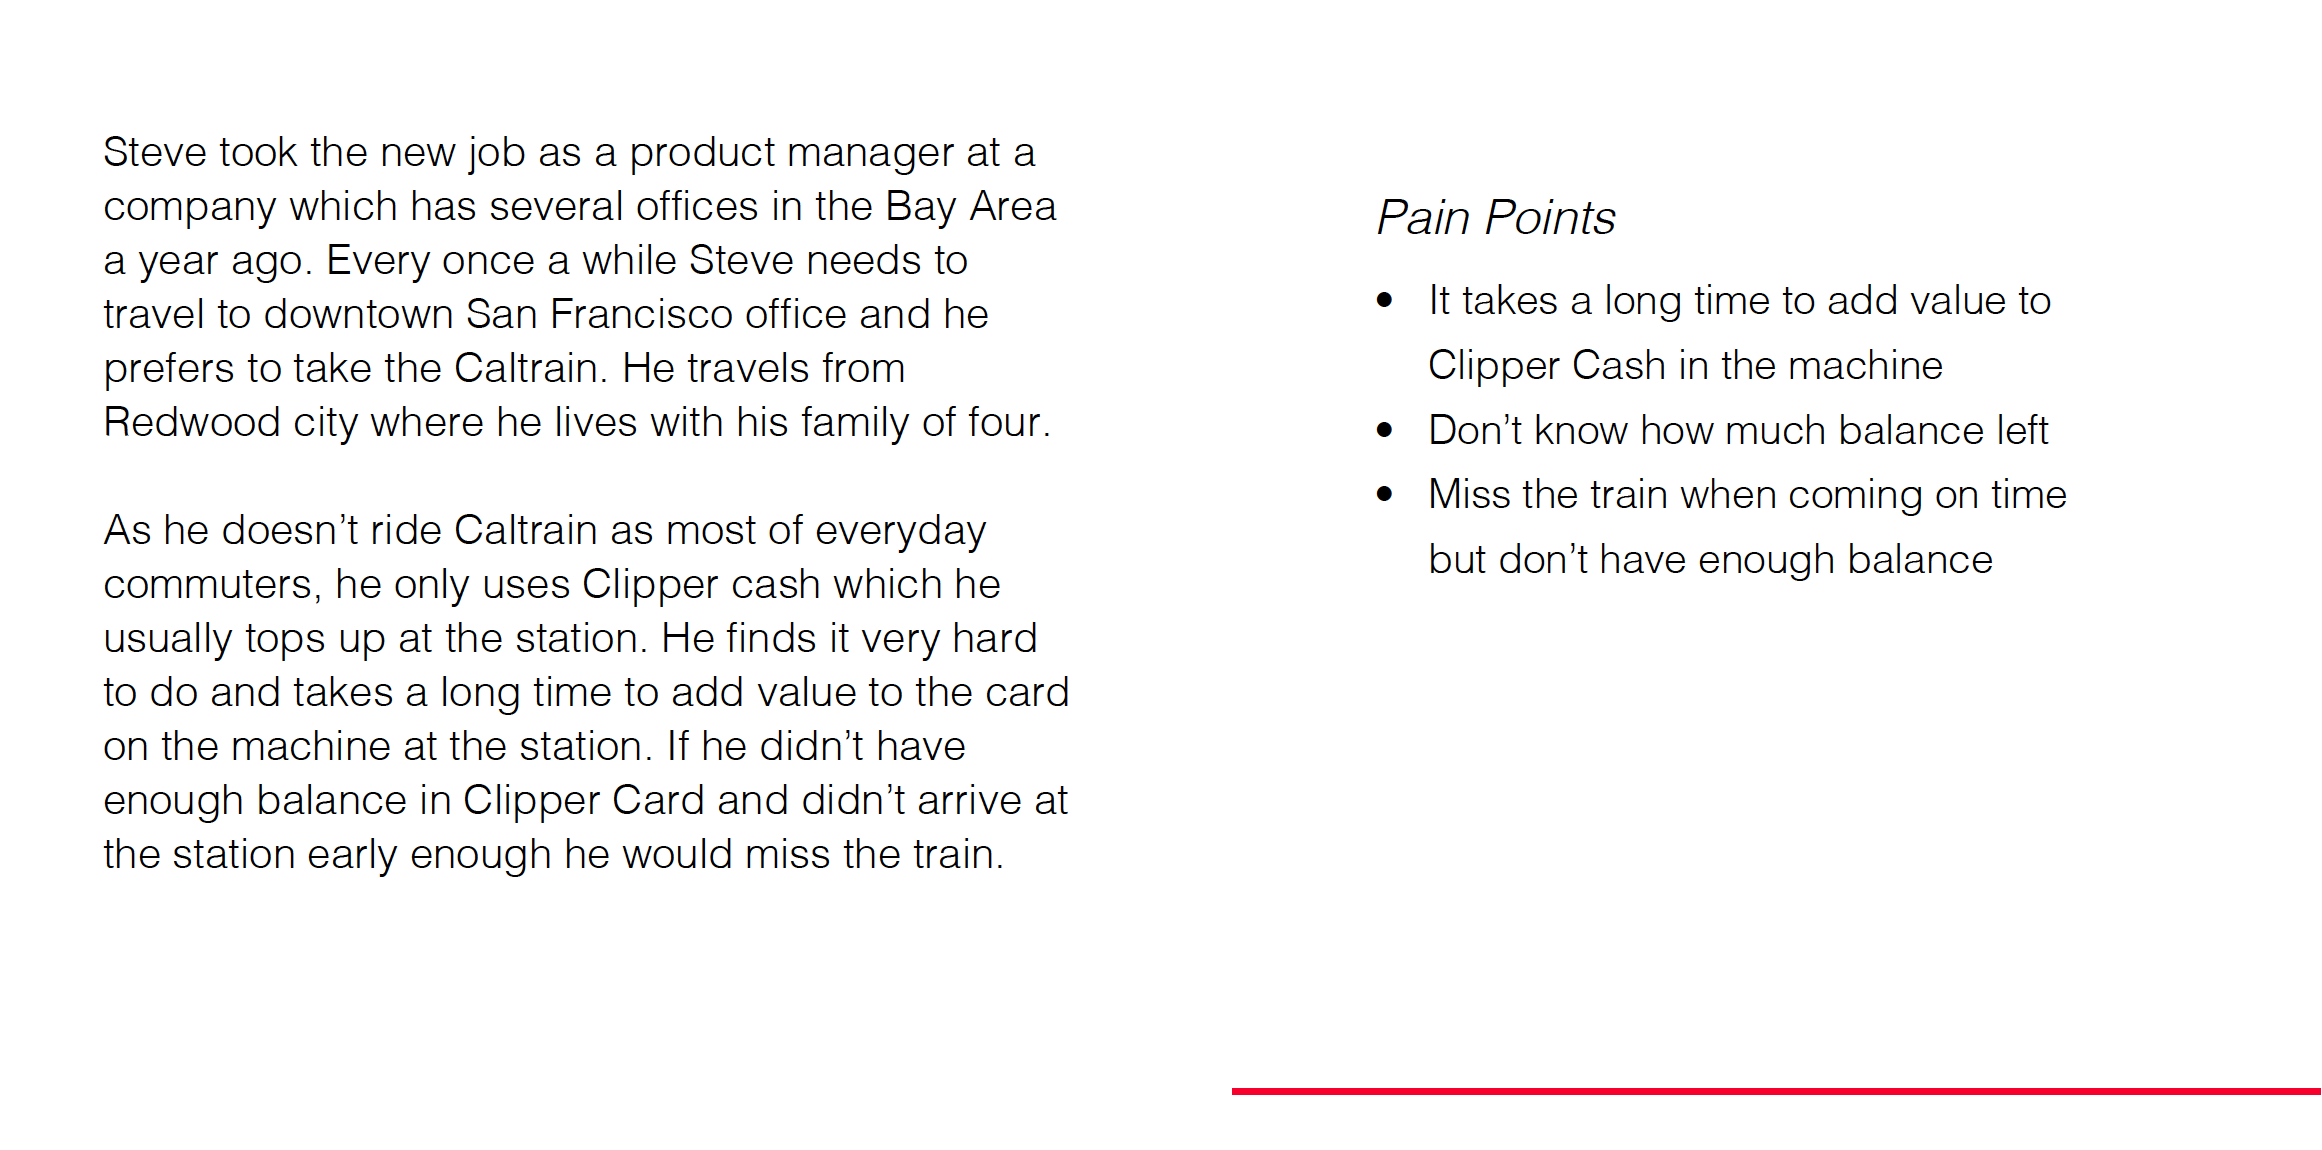 Steve took the new job as a product manager at a
company which has several offices in the Bay Area
a year ago. Every once a while Steve needs to
travel to downtown San Francisco office and he
prefers to take the Caltrain. He travels from
Redwood city where he lives with his family of four.
As he doesn’t ride Caltrain as most of everyday
commuters, he only uses Clipper cash which he
usually tops up at the station. He finds it very hard
to do and takes a long time to add value to the card
on the machine at the station. If he didn’t have
enough balance in Clipper Card and didn’t arrive at
the station early enough he would miss the train.
Pain Points
• It takes a long time to add value to
Clipper Cash in the machine
• Don’t know how much balance left
• Miss the train when coming on time
but don’t have enough balance